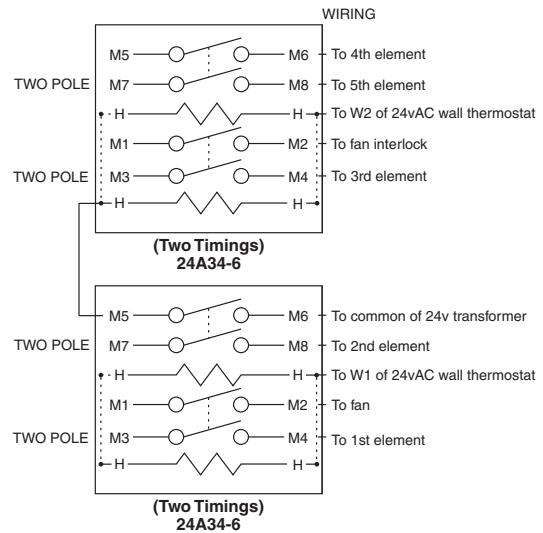 WIRING
M5 M6 To 4th element
TWO POLE M7 M8 To 5th element
H H To W2 of 24vAC wall thermostat
M1 M2 To fan interlock
TWO POLE M3 M4 To 3rd element
H H
(Two Timings)
24A34-6
M5 M6 To common of 24v transformer
TWO POLE M7 M8 To 2nd element
H H To W1 of 24vAC wall thermostat
M1 M2 To fan
TWO POLE M3 M4 To 1st element
H H
(Two Timings)
24A34-6